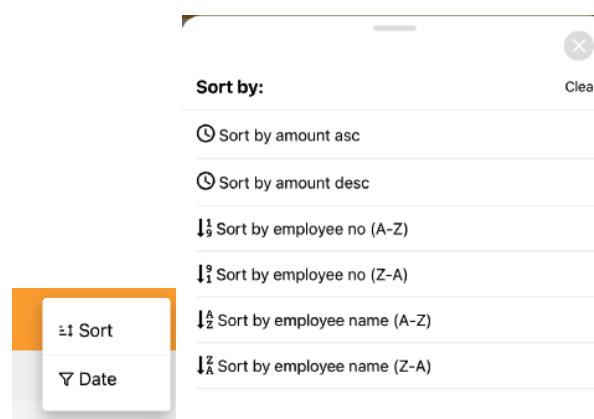 Sort by:
Clea
Sort by amount asc
Sort by amount desc
Sort by employee no (A-Z)
Sort by employee no (Z-A)
Sort by employee name (A-Z)
Sort by employee name (Z-A)
Sort
Date